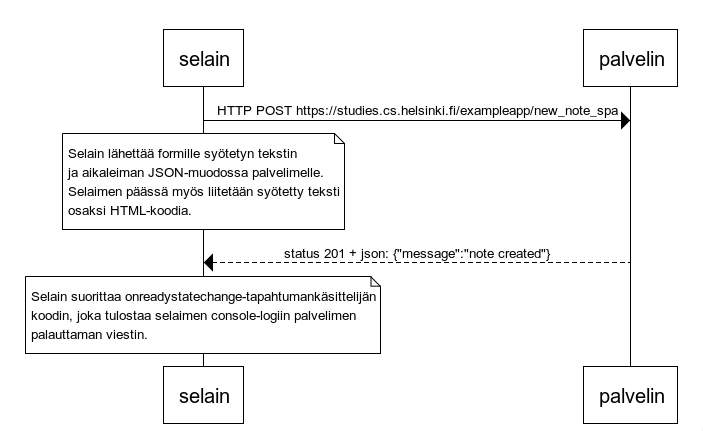 selain
palvelin
HTTP POST https://studies.cs.helsinki.fi/exampleapp/new_note_spa
Selain lähettää formille syötetyn tekstin
ja aikaleiman JSON-muodossa palvelimelle.
Selaimen päässä myös liitetään syötetty teksti
osaksi HTML-koodia.
status 201 + json: {"message":"note created"}
Selain suorittaa onreadystatechange-tapahtumankäsittelijän
koodin, joka tulostaa selaimen console-logiin palvelimen
palauttaman viestin.
selain
palvelin